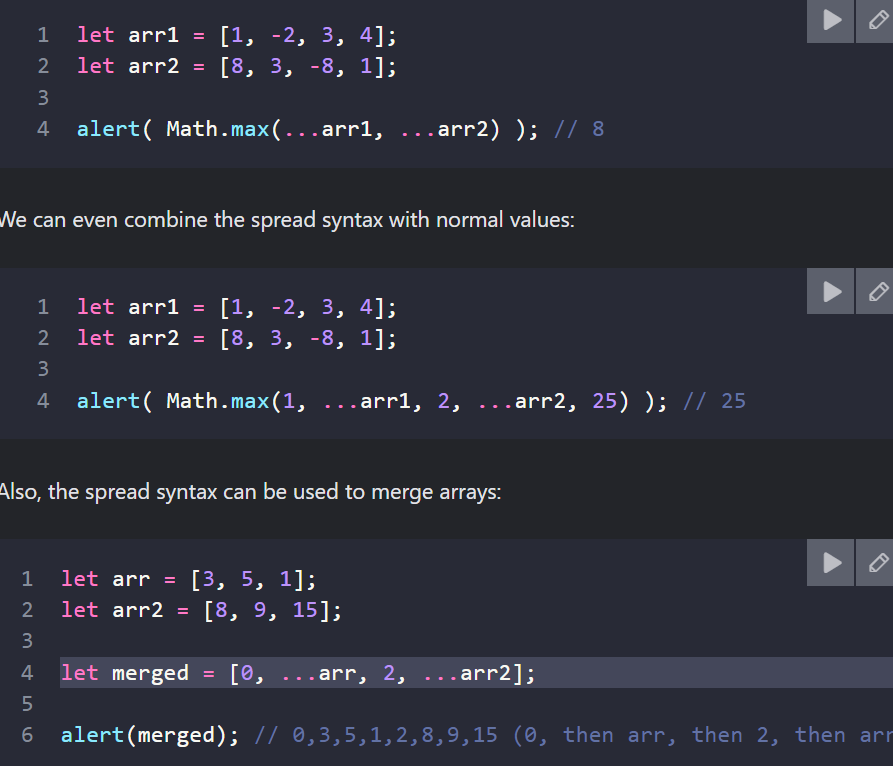 1 let arr1 = [1, -2, 3, 4];
2 let arr2 = [8, 3, -8, 1];
3
4 alert( Math.max(...arr1, ...arr2) ); // 8
We can even combine the spread syntax with normal values:
1 let arr1 = [1, -2, 3, 4];
2 let arr2 = [8, 3, -8, 1];
3
4 alert( Math.max(1, ...arr1, 2, ...arr2, 25) ); // 25
Also, the spread syntax can be used to merge arrays:
1 let arr = [3, 5, 1];
2 let arr2 = [8, 9, 15];
3
4 let merged = [0, ...arr, 2, ...arr2];
5
6 alert(merged); // 0,3,5,1,2,8,9,15 (0, then arr, then 2, then